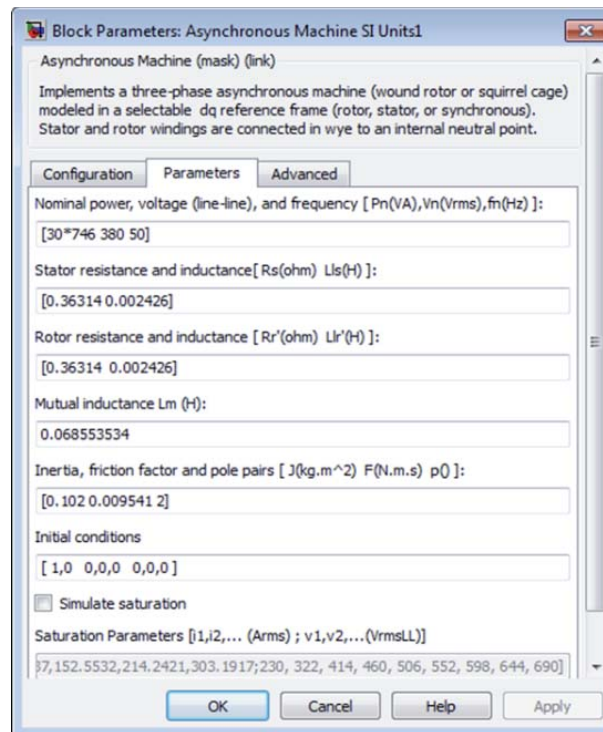 Block Parameters: Asynchronous Machine SI Units1
Asynchronous Machine (mask) (link)
Implements a three-phase asynchronous machine (wound rotor or squirrel cage)
modeled in a selectable dq reference frame (rotor, stator, or synchronous).
Stator and rotor windings are connected in wye to an internal neutral point.
Configuration Parameters Advanced
Nominal power, voltage (line-line), and frequency [ Pn(VA),Vn(Vrms),fn(Hz) ]:
[30*746 380 50]
Stator resistance and inductance[ Rs(ohm) Lls(H) ]:
[0.36314 0.002426]
Rotor resistance and inductance [ Rr'(ohm) Llr'(H) ]:
[0.36314 0.002426]
Mutual inductance Lm (H):
0.068553534
Inertia, friction factor and pole pairs [ J(kg.m^2) F(N.m.s) p() ]:
[0.102 0.009541 2]
Initial conditions
[ 1,0 0,0,0 0,0,0 ]
Simulate saturation
Saturation Parameters [i1,i2,... (Arms) ; v1,v2,...(VrmsLL)]
37,152.5532,214.2421,303.1917;230, 322, 414, 460, 506, 552, 598, 644, 690]
OK Cancel Help Apply